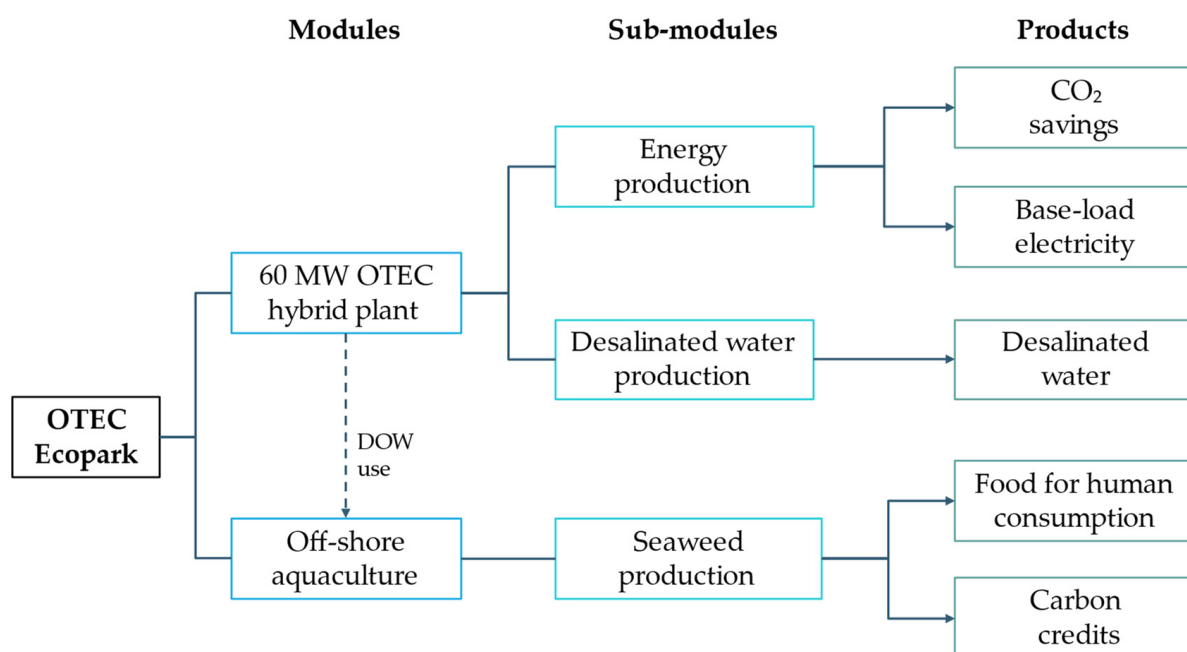 Modules
Sub-modules
Products
CO₂
savings
Energy
production
Base-load
electricity
60 MW OTEC
hybrid plant
Desalinated water
production
Desalinated
water
OTEC
Ecopark
DOW
use
Food for human
consumption
Off-shore
aquaculture
Seaweed
production
Carbon
credits